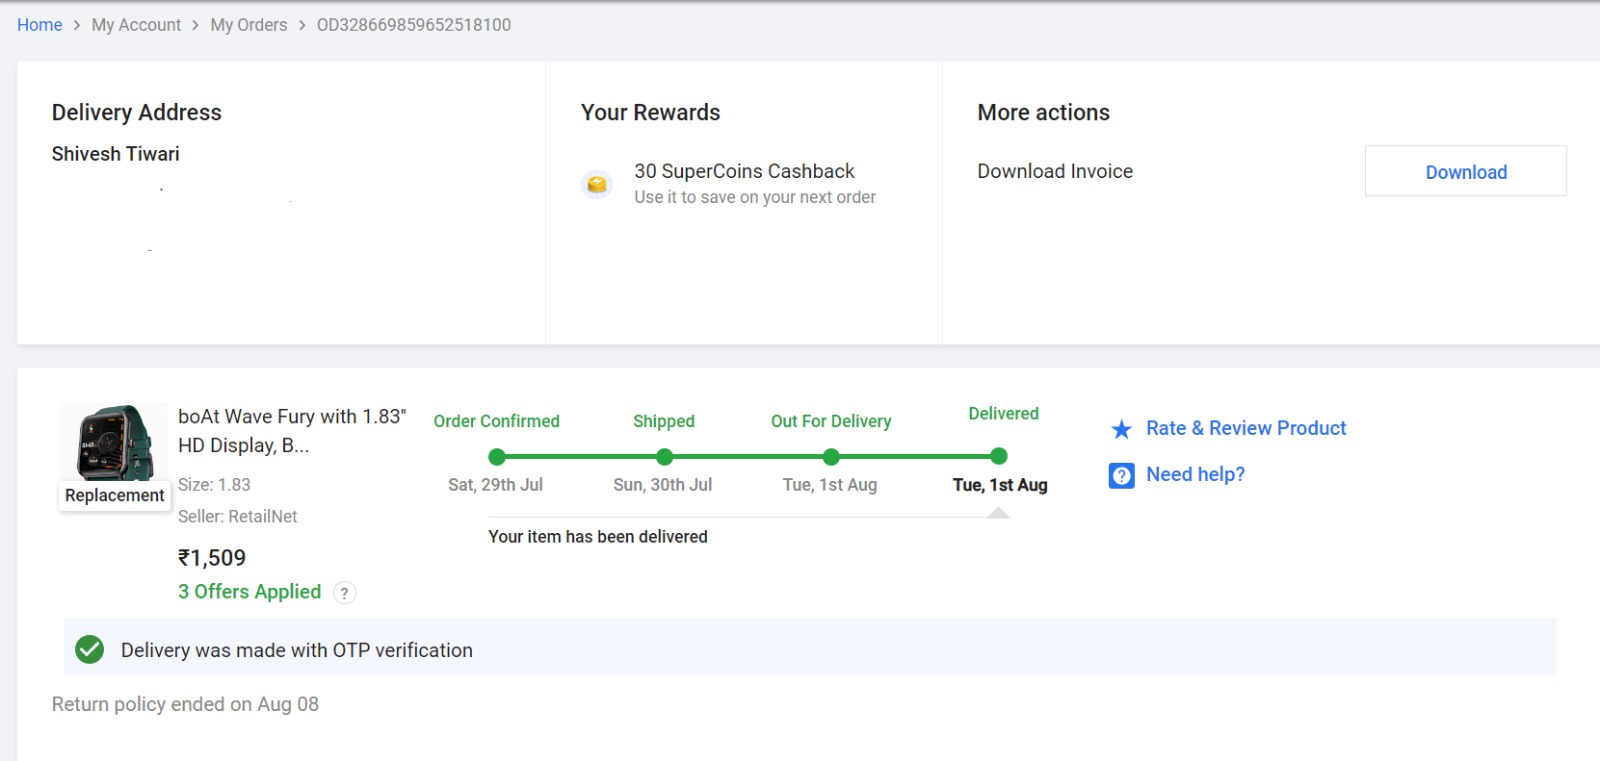 Home > My Account > My Orders > OD328669859652518100
Delivery Address
Shivesh Tiwari
Your Rewards
30 SuperCoins Cashback
Use it to save on your next order
More actions
Download Invoice
Download
Replacement
boAt Wave Fury with 1.83"
HD Display, B...
Size: 1.83
Seller: RetailNet
₹1,509
3 Offers Applied ?
Order Confirmed
Sat, 29th Jul
Shipped
Sun, 30th Jul
Out For Delivery
Tue, 1st Aug
Delivered
Tue, 1st Aug
Your item has been delivered
Rate & Review Product
Need help?
Delivery was made with OTP verification
Return policy ended on Aug 08